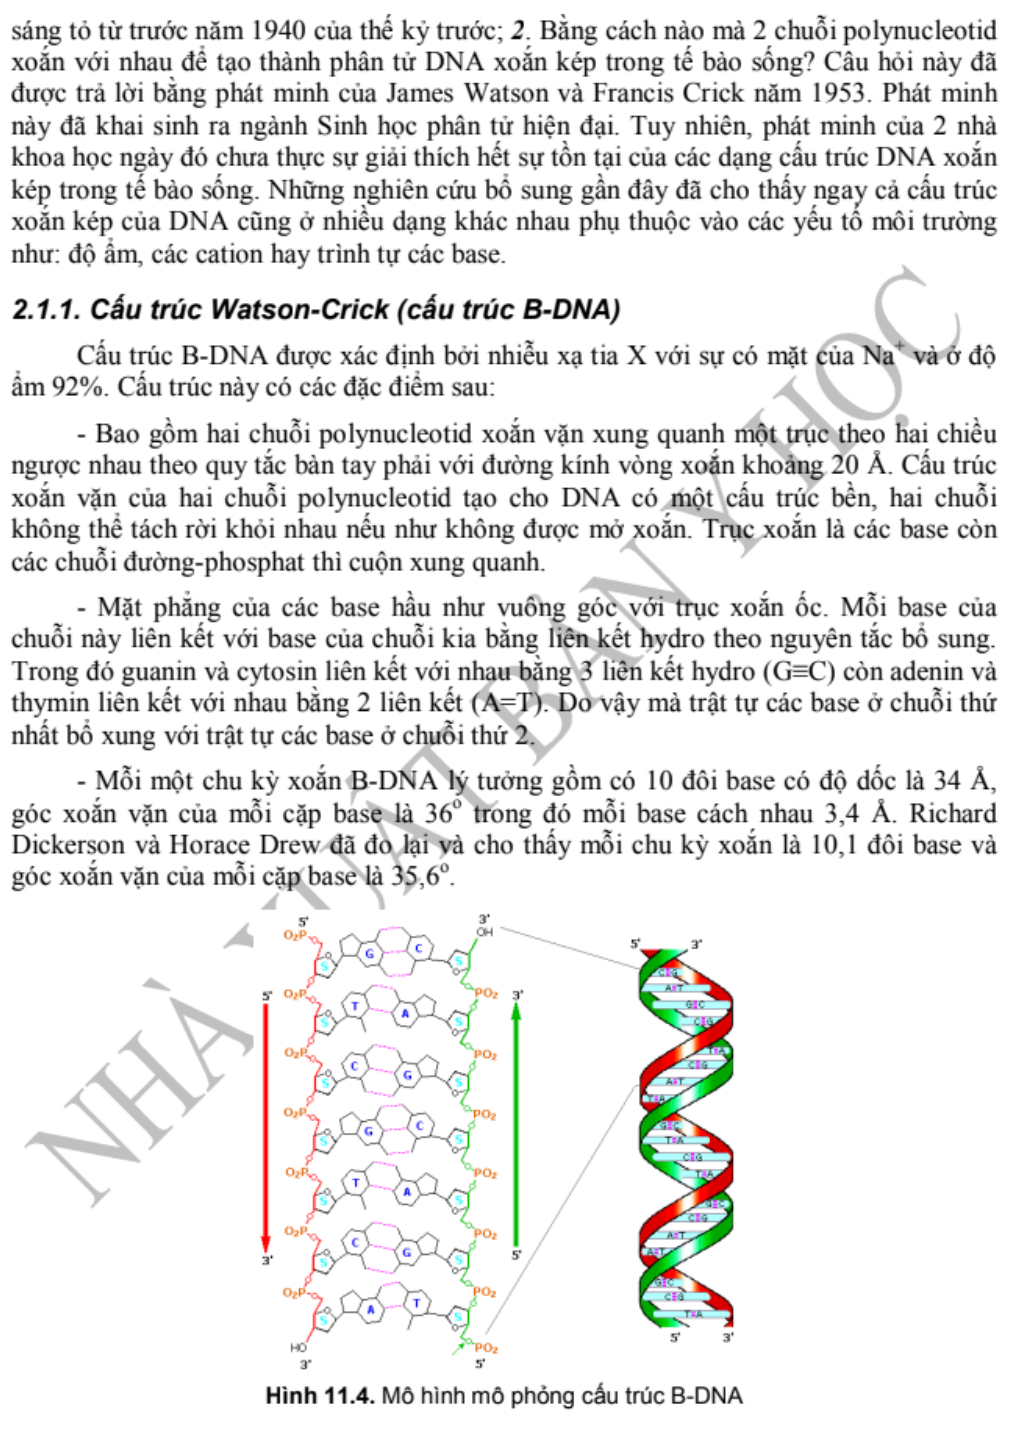 sáng tỏ từ trước năm 1940 của thế kỷ trước; 2. Bằng cách nào mà 2 chuỗi polynucleotid
xoắn với nhau để tạo thành phân tử DNA xoắn kép trong tế bào sống? Câu hỏi này đã
được trả lời bằng phát minh của James Watson và Francis Crick năm 1953. Phát minh
này đã khai sinh ra ngành Sinh học phân tử hiện đại. Tuy nhiên, phát minh của 2 nhà
khoa học ngày đó chưa thực sự giải thích hết sự tồn tại của các dạng cấu trúc DNA xoắn
kép trong tế bào sống. Những nghiên cứu bổ sung gần đây đã cho thấy ngay cả cấu trúc
xoắn kép của DNA cũng ở nhiều dạng khác nhau phụ thuộc vào các yếu tố môi trường
như: độ ẩm, các cation hay trình tự các base.
2.1.1. Cấu trúc Watson-Crick (cấu trúc B-DNA)
Cấu trúc B-DNA được xác định bởi nhiễu xạ tia X với sự có mặt của Na⁺ và ở độ
ẩm 92%. Cấu trúc này có các đặc điểm sau:
- Bao gồm hai chuỗi polynucleotid xoắn vặn xung quanh một trục theo hai chiều
ngược nhau theo quy tắc bàn tay phải với đường kính vòng xoắn khoảng 20 Å. Cấu trúc
xoắn vặn của hai chuỗi polynucleotid tạo cho DNA có một cấu trúc bền, hai chuỗi
không thể tách rời khỏi nhau nếu như không được mở xoắn. Trục xoắn là các base còn
các chuỗi đường-phosphat thì cuộn xung quanh.
- Mặt phẳng của các base hầu như vuông góc với trục xoắn ốc. Mỗi base của
chuỗi này liên kết với base của chuỗi kia bằng liên kết hydro theo nguyên tắc bổ sung.
Trong đó guanin và cytosin liên kết với nhau bằng 3 liên kết hydro (G≡C) còn adenin và
thymin liên kết với nhau bằng 2 liên kết (A=T). Do vậy mà trật tự các base ở chuỗi thứ
nhất bổ xung với trật tự các base ở chuỗi thứ 2.
- Mỗi một chu kỳ xoắn B-DNA lý tưởng gồm có 10 đôi base có độ dốc là 34 Å,
góc xoắn vặn của mỗi cặp base là 36° trong đó mỗi base cách nhau 3,4 Å. Richard
Dickerson và Horace Drew đã đo lại và cho thấy mỗi chu kỳ xoắn là 10,1 đôi base và
góc xoắn vặn của mỗi cặp base là 35,6°.
NHÀ XUẤT BẢN Y HỌC
5' 3'
O₂P S G C S OH
5' O₂P S T A S PO₂ 3'
O₂P S C G S PO₂
O₂P S G C S PO₂
O₂P S T A S PO₂
O₂P S C G S PO₂
3' 5'
O₂P S A T S PO₂
HO PO₂
3' 5'
5' 3'
C G
A T
G C
C G
T A
C G
A T
T A
G C
T A
C G
T A
G C
C G
A T
A T
G C
C G
T A
5' 3'
Hình 11.4. Mô hình mô phỏng cấu trúc B-DNA